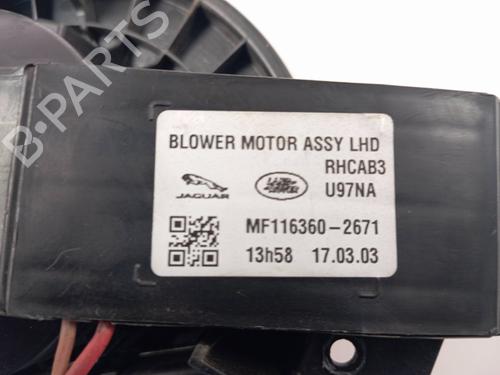 BLOWER MOTOR ASSY LHD
RHCAB3
JAGUAR LAND ROVER U97NA
MF116360-2671
13h58 17.03.03
B-PARTS